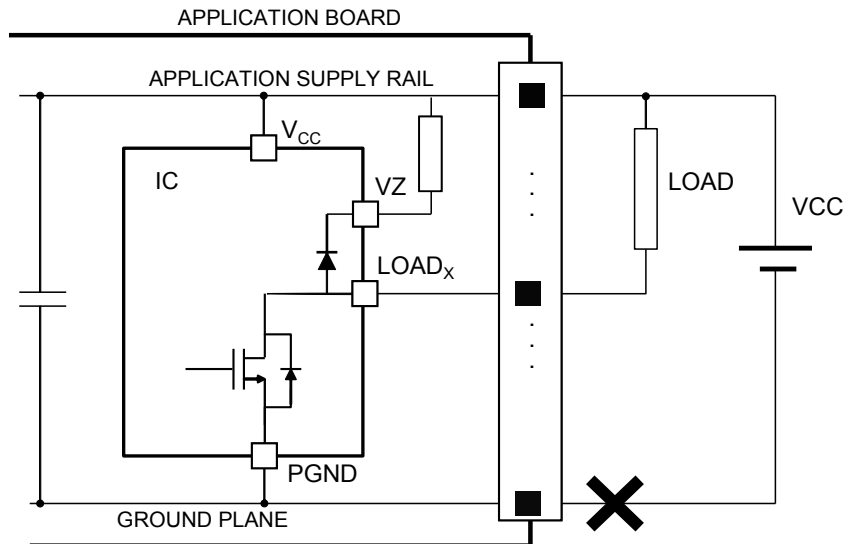 APPLICATION BOARD
APPLICATION SUPPLY RAIL
VCC
IC
VZ
LOAD
VCC
LOADX
PGND
GROUND PLANE